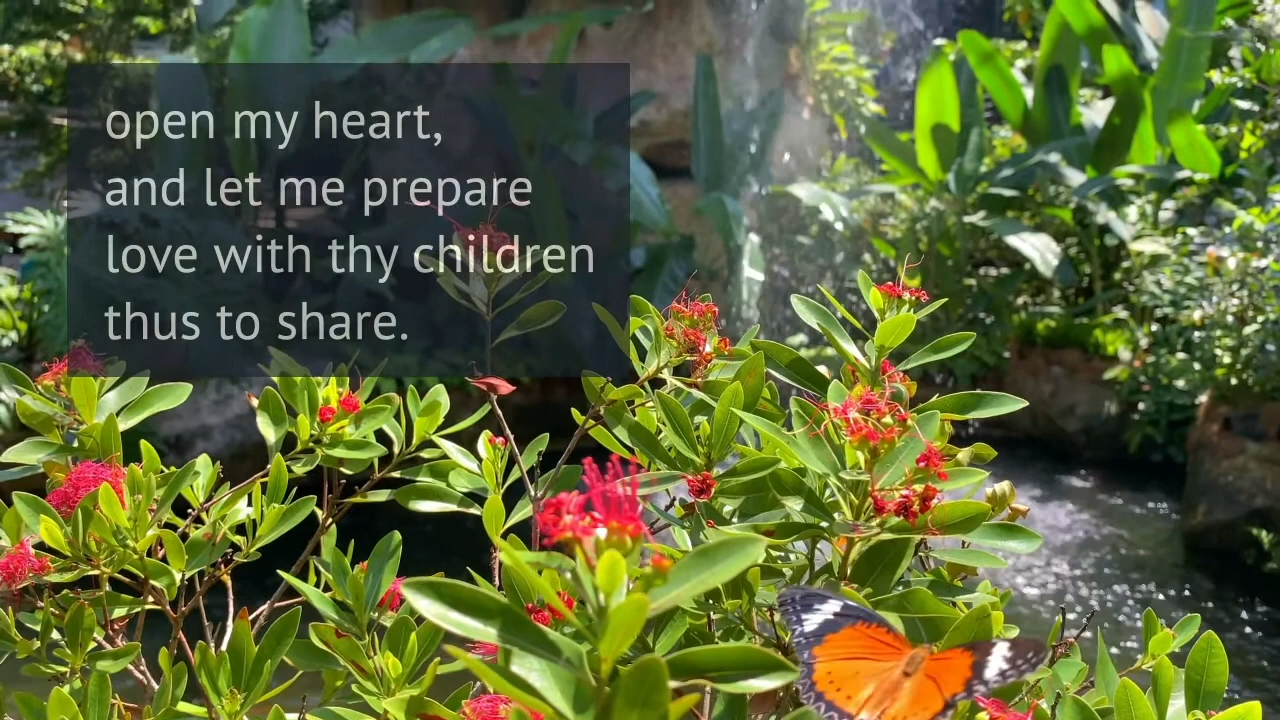 open my heart,
and let me prepare
love with thy children
thus to share.